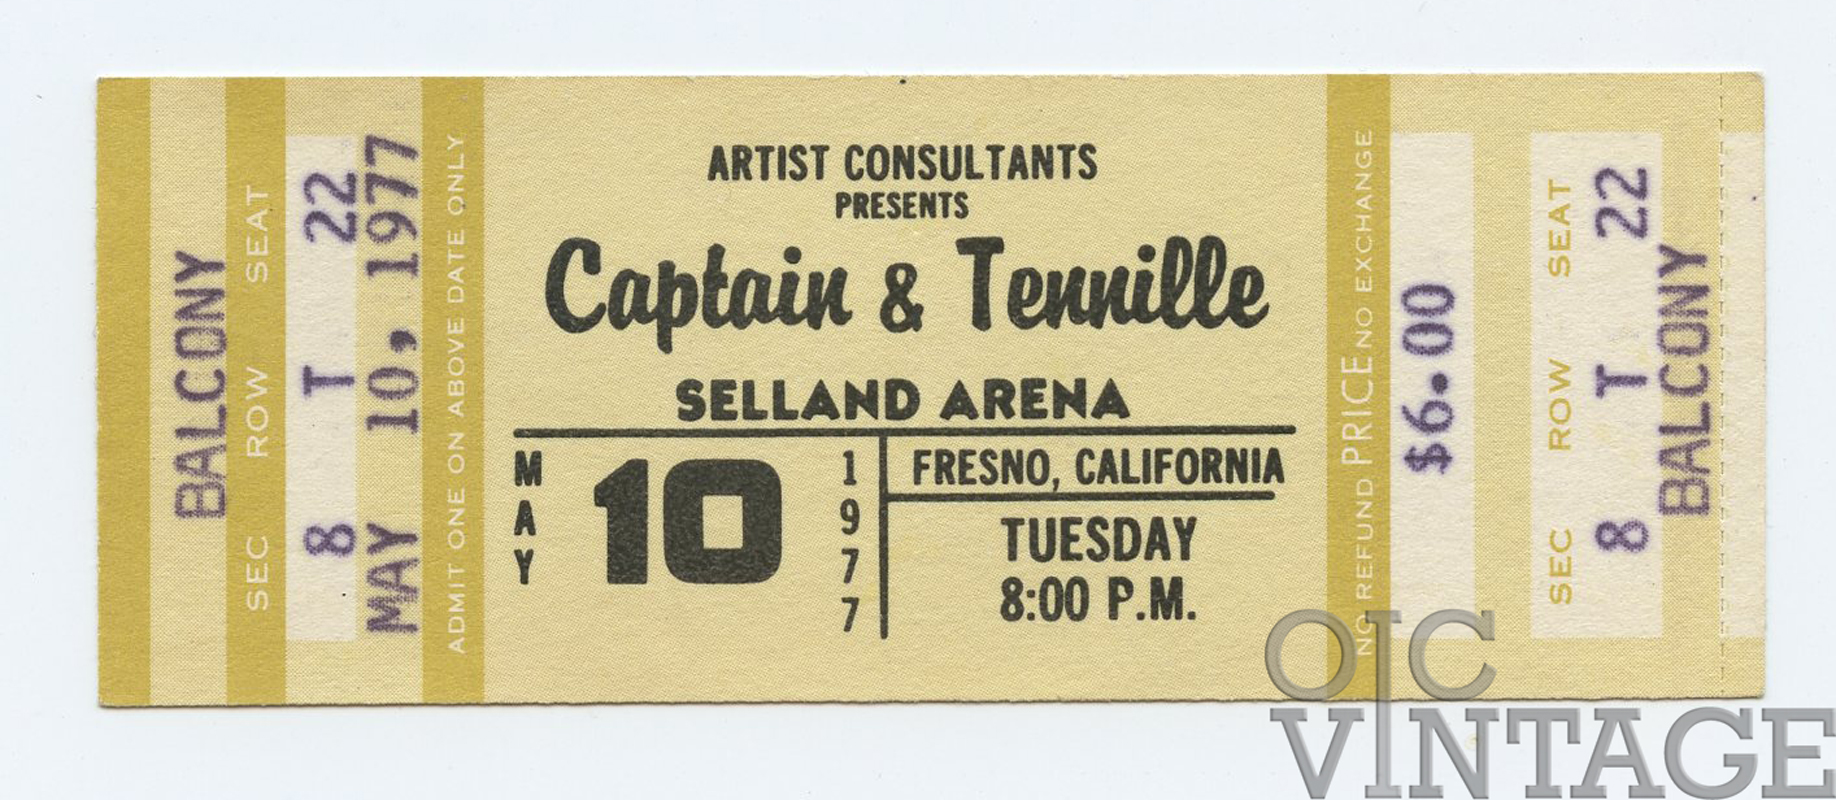 BALCONY
SEC ROW SEAT
8 T 22
MAY 10, 1977
ADMIT ONE ON ABOVE DATE ONLY
ARTIST CONSULTANTS
PRESENTS
Captain & Tennille
SELLAND ARENA
MAY
10
1977
FRESNO, CALIFORNIA
TUESDAY
8:00 P.M.
NO REFUND PRICE NO EXCHANGE
$6.00
SEC ROW SEAT
8 T 22
BALCONY
OIC
VINTAGE